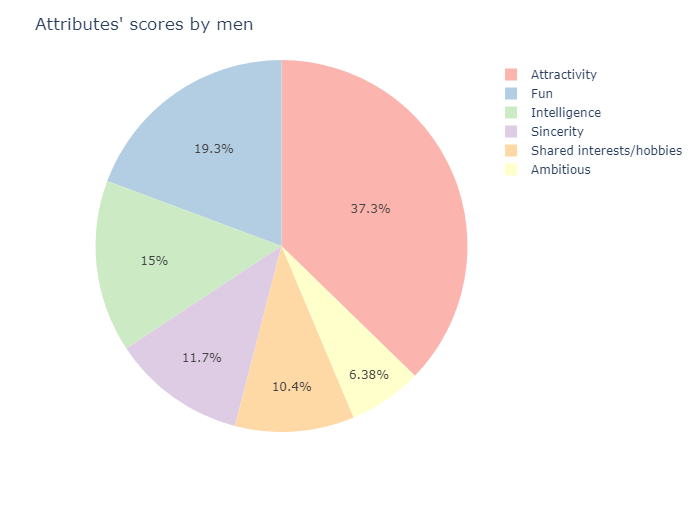 Attributes' scores by men
Attractivity
Fun
Intelligence
Sincerity
Shared interests/hobbies
Ambitious
19.3%
37.3%
15%
11.7%
10.4%
6.38%